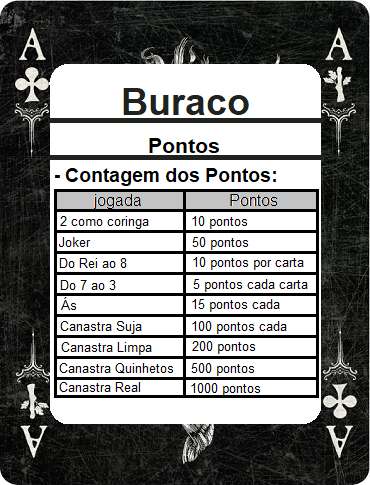 A A
Buraco
Pontos
- Contagem dos Pontos:
jogada Pontos
2 como coringa 10 pontos
Joker 50 pontos
Do Rei ao 8 10 pontos por carta
Do 7 ao 3 5 pontos cada carta
Ás 15 pontos cada
Canastra Suja 100 pontos cada
Canastra Limpa 200 pontos
Canastra Quinhetos 500 pontos
Canastra Real 1000 pontos
A A